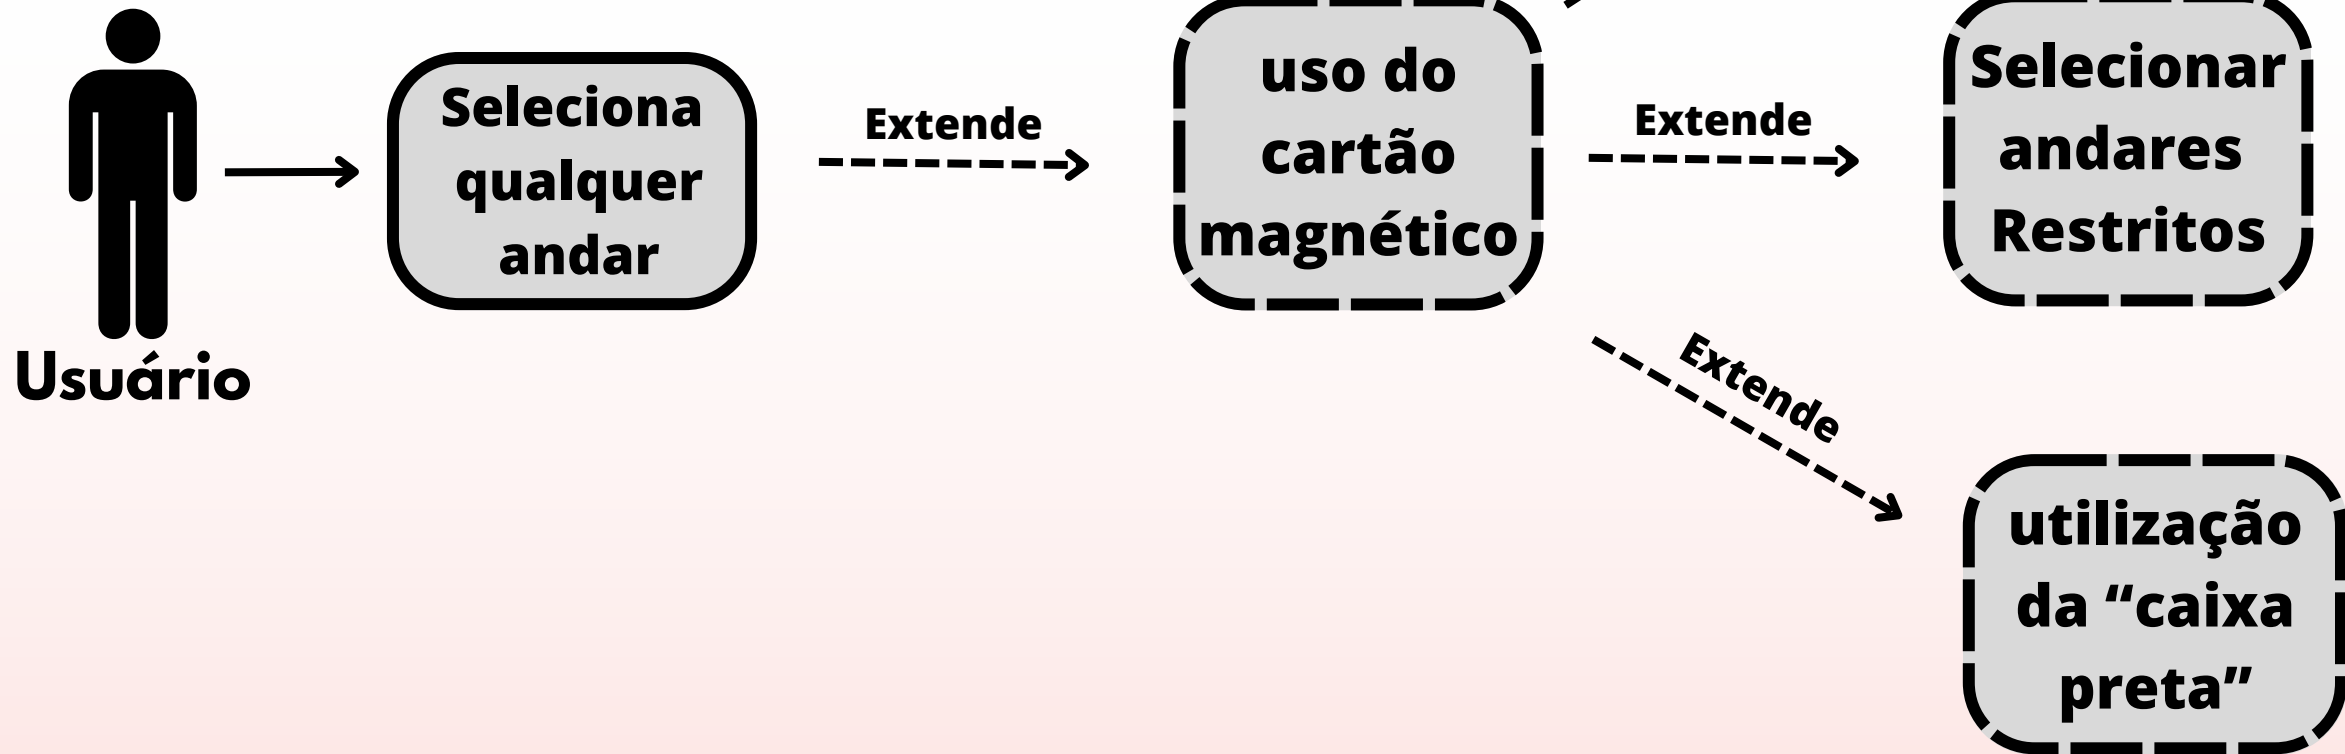 Usuário
Seleciona
qualquer
andar
Extende
uso do
cartão
magnético
Extende
Selecionar
andares
Restritos
Extende
utilização
da “caixa
preta”